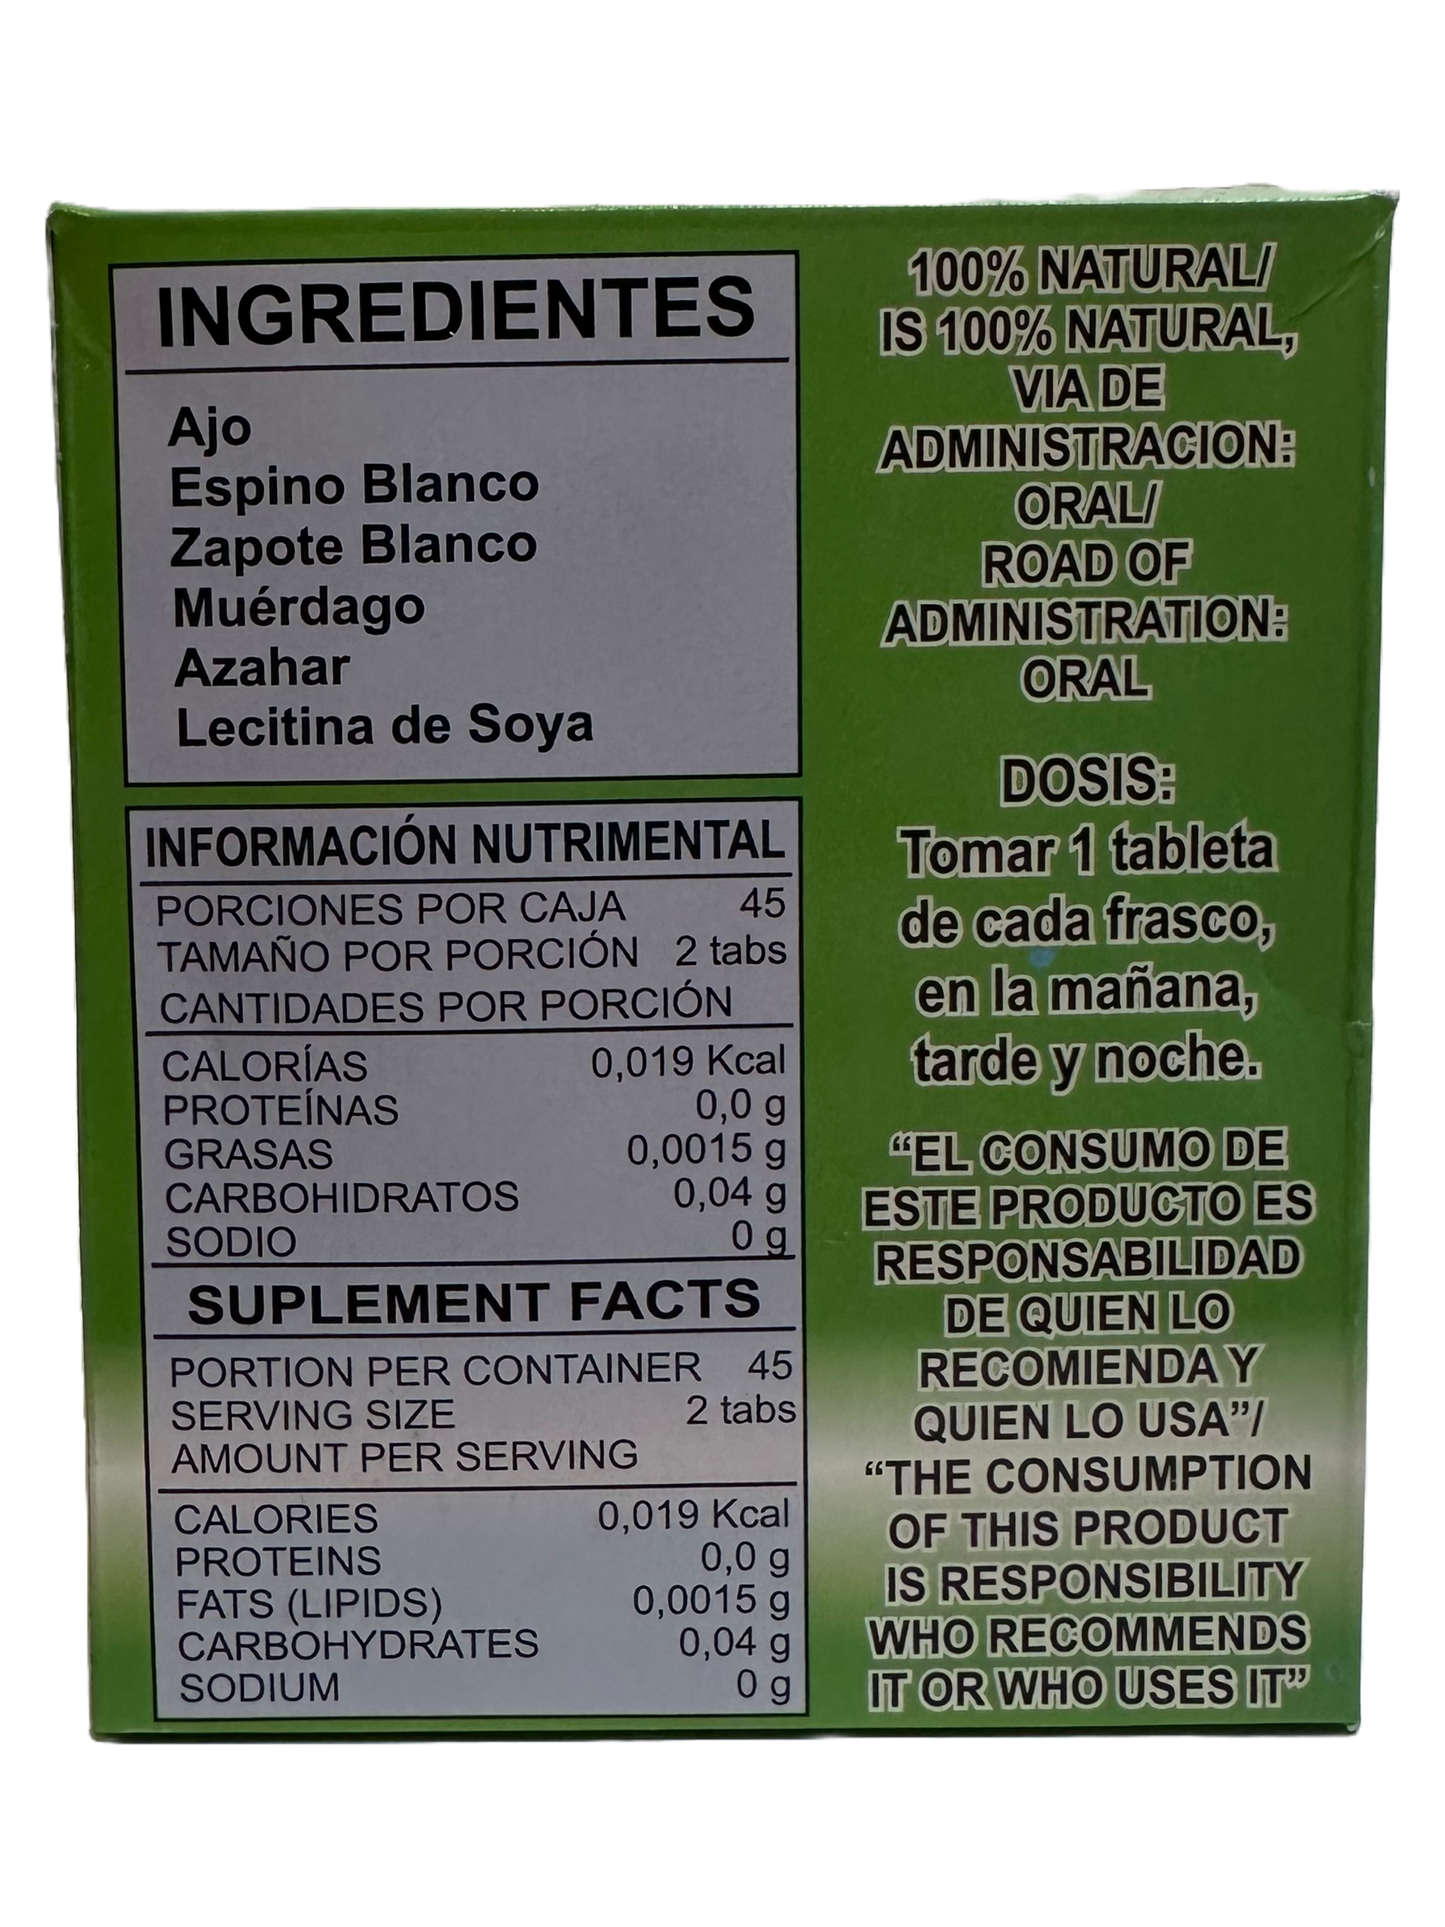 INGREDIENTES
Ajo
Espino Blanco
Zapote Blanco
Muérdago
Azahar
Lecitina de Soya
INFORMACIÓN NUTRIMENTAL
PORCIONES POR CAJA 45
TAMAÑO POR PORCIÓN 2 tabs
CANTIDADES POR PORCIÓN
CALORÍAS 0,019 Kcal
PROTEÍNAS 0,0 g
GRASAS 0,0015 g
CARBOHIDRATOS 0,04 g
SODIO 0 g
SUPLEMENT FACTS
PORTION PER CONTAINER 45
SERVING SIZE 2 tabs
AMOUNT PER SERVING
CALORIES 0,019 Kcal
PROTEINS 0,0 g
FATS (LIPIDS) 0,0015 g
CARBOHYDRATES 0,04 g
SODIUM 0 g
100% NATURAL/
IS 100% NATURAL,
VIA DE
ADMINISTRACION:
ORAL/
ROAD OF
ADMINISTRATION:
ORAL
DOSIS:
Tomar 1 tableta
de cada frasco,
en la mañana,
tarde y noche.
“EL CONSUMO DE
ESTE PRODUCTO ES
RESPONSABILIDAD
DE QUIEN LO
RECOMIENDA Y
QUIEN LO USA”/
“THE CONSUMPTION
OF THIS PRODUCT
IS RESPONSIBILITY
WHO RECOMMENDS
IT OR WHO USES IT”